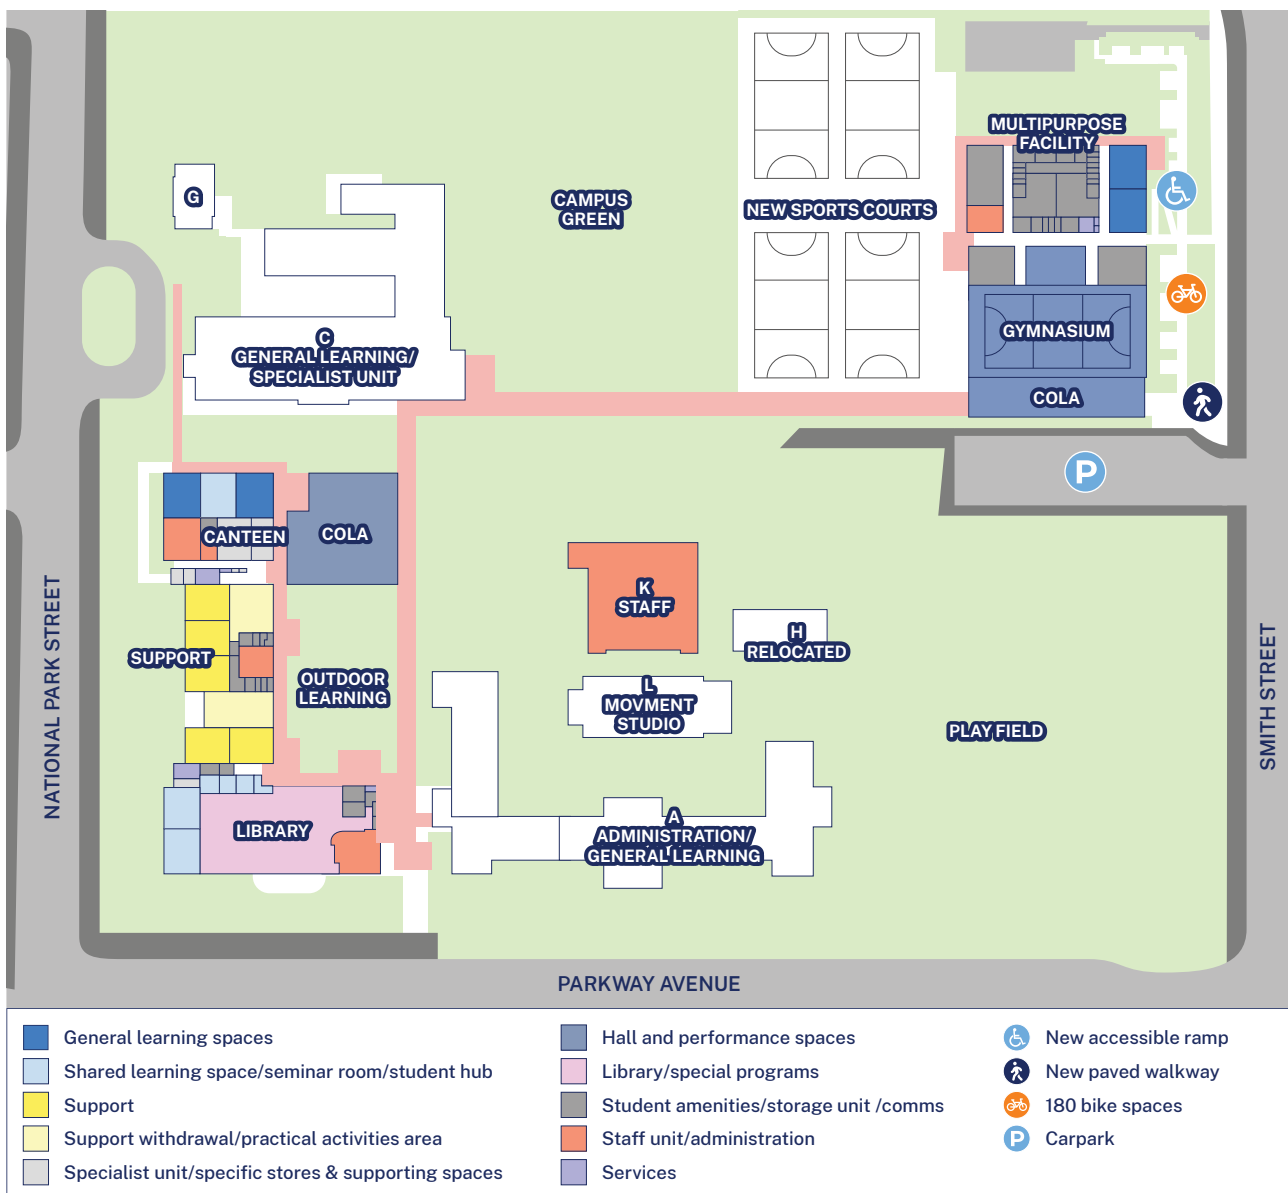 MULTIPURPOSE
FACILITY
G
CAMPUS
GREEN
NEW SPORTS COURTS
C
GENERAL LEARNING/
SPECIALIST UNIT
GYMNASIUM
COLA
P
CANTEEN
COLA
K
STAFF
H
RELOCATED
SUPPORT
OUTDOOR
LEARNING
L
MOVMENT
STUDIO
PLAY FIELD
NATIONAL PARK STREET
SMITH STREET
LIBRARY
A
ADMINISTRATION/
GENERAL LEARNING
PARKWAY AVENUE
General learning spaces
Shared learning space/seminar room/student hub
Support
Support withdrawal/practical activities area
Specialist unit/specific stores & supporting spaces
Hall and performance spaces
Library/special programs
Student amenities/storage unit /comms
Staff unit/administration
Services
New accessible ramp
New paved walkway
180 bike spaces
P Carpark